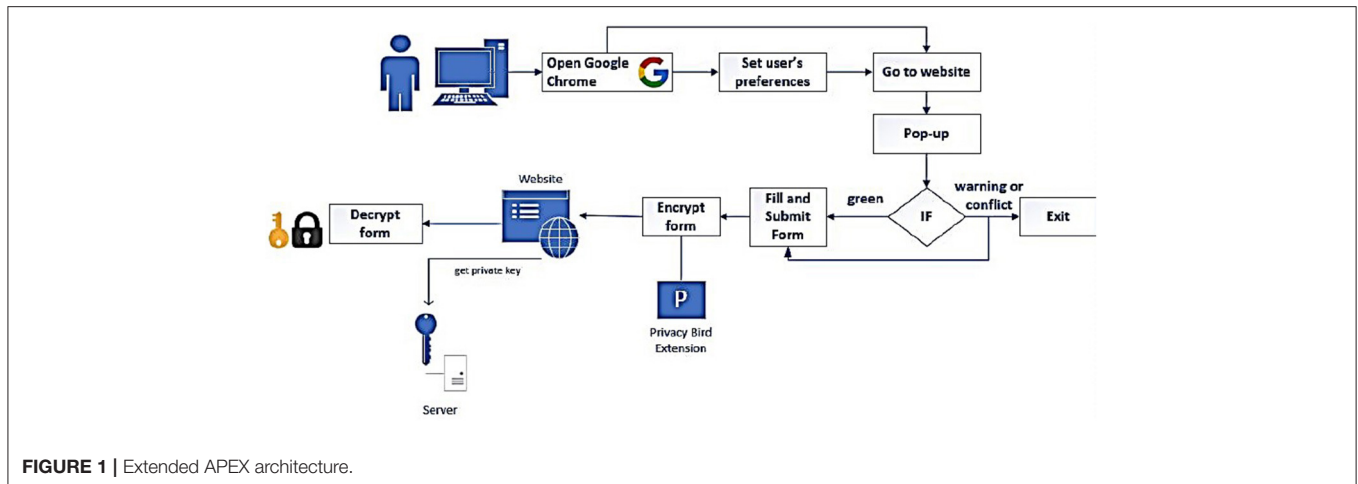 Open Google
Chrome
G
Set user's
preferences
Go to website
Pop-up
IF
green
warning or
conflict
Exit
Fill and
Submit
Form
Encrypt
form
P
Privacy Bird
Extension
Website
Decrypt
form
get private key
Server
FIGURE 1 | Extended APEX architecture.